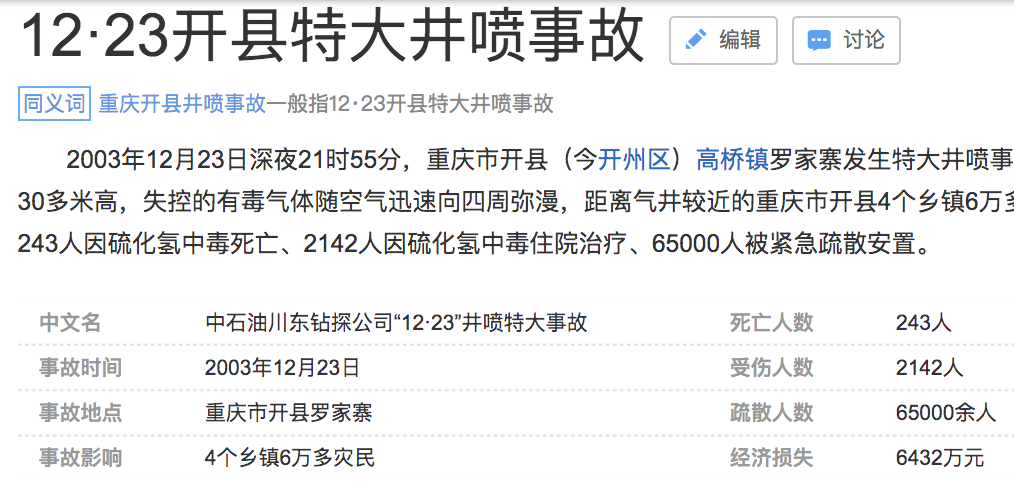 12·23开县特大井喷事故 编辑 讨论
同义词 重庆开县井喷事故一般指12·23开县特大井喷事故
2003年12月23日深夜21时55分，重庆市开县（今开州区）高桥镇罗家寨发生特大井喷事
30多米高，失控的有毒气体随空气迅速向四周弥漫，距离气井较近的重庆市开县4个乡镇6万多
243人因硫化氢中毒死亡、2142人因硫化氢中毒住院治疗、65000人被紧急疏散安置。
中文名 中石油川东钻探公司“12·23”井喷特大事故 死亡人数 243人
事故时间 2003年12月23日 受伤人数 2142人
事故地点 重庆市开县罗家寨 疏散人数 65000余人
事故影响 4个乡镇6万多灾民 经济损失 6432万元